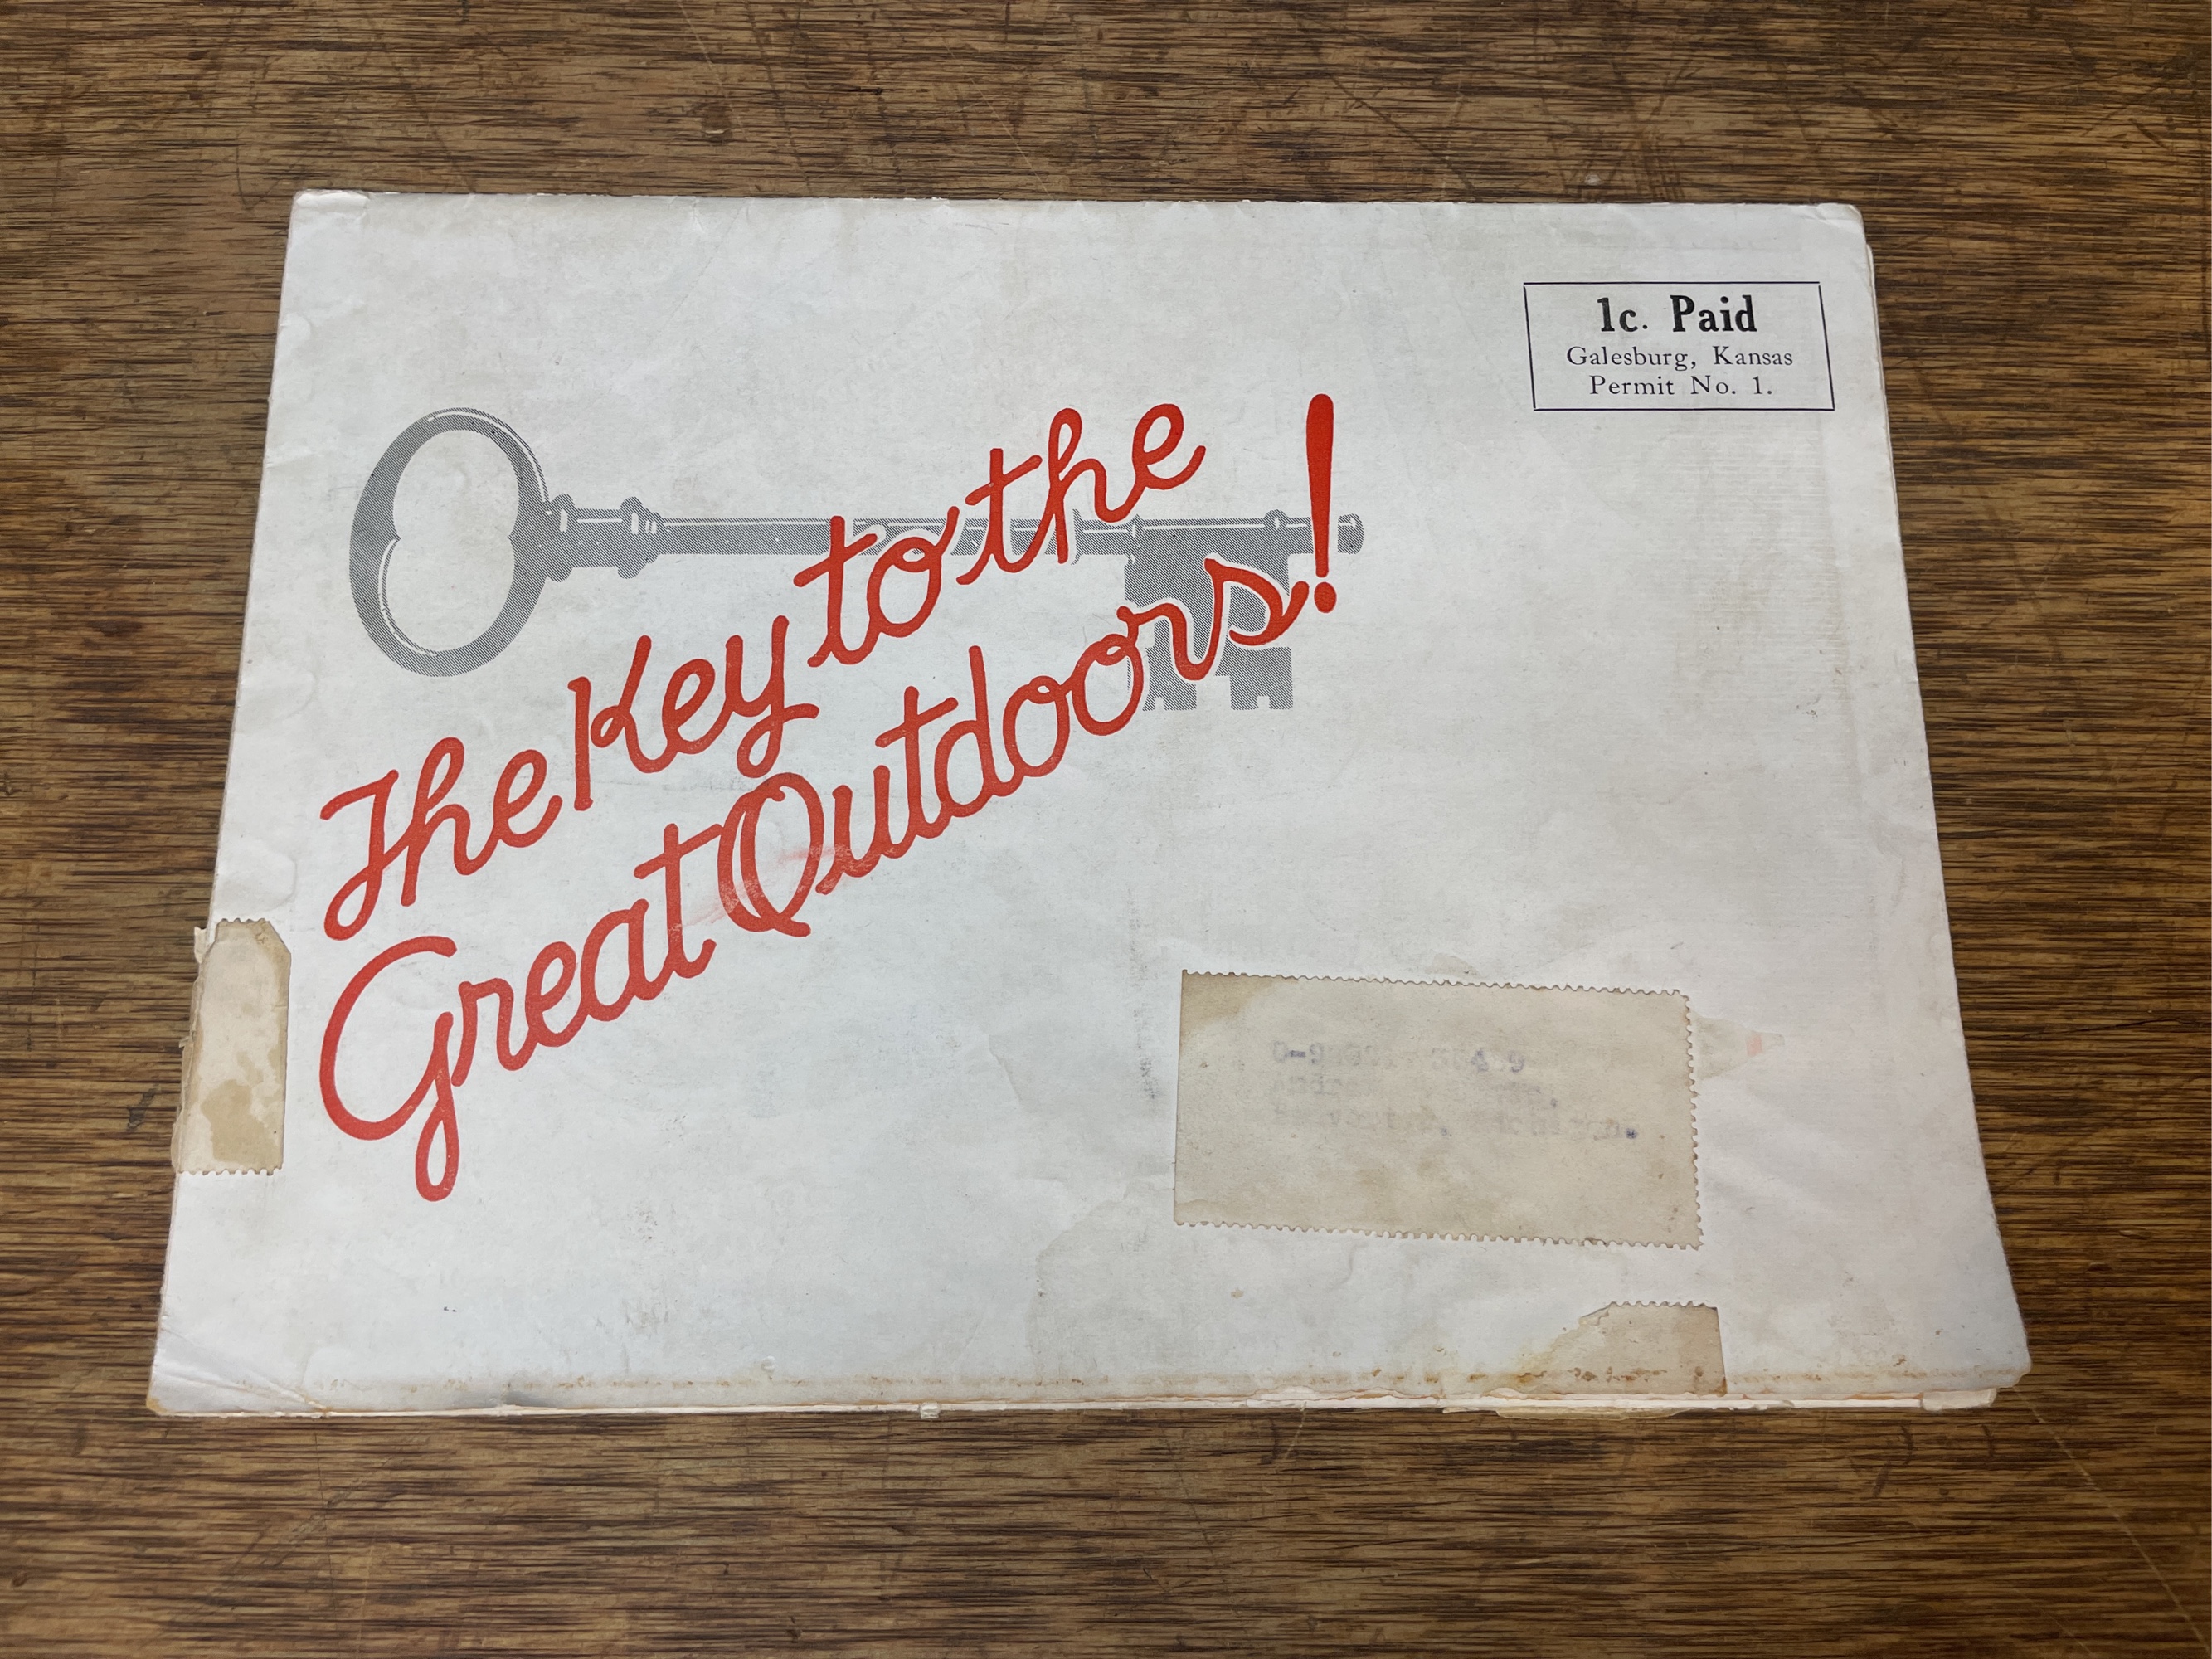 1c. Paid
Galesburg, Kansas
Permit No. 1.
The Key to the
Great Outdoors!